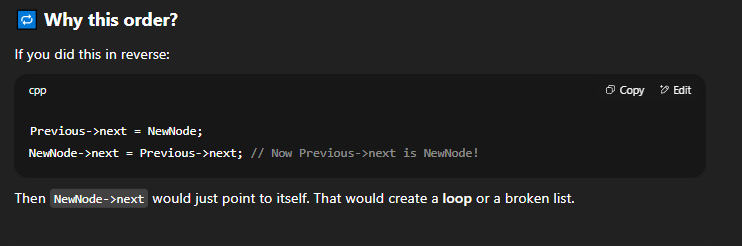 Why this order?
If you did this in reverse:
cpp
Copy
Edit
Previous->next = NewNode;
NewNode->next = Previous->next; // Now Previous->next is NewNode!
Then NewNode->next would just point to itself. That would create a loop or a broken list.